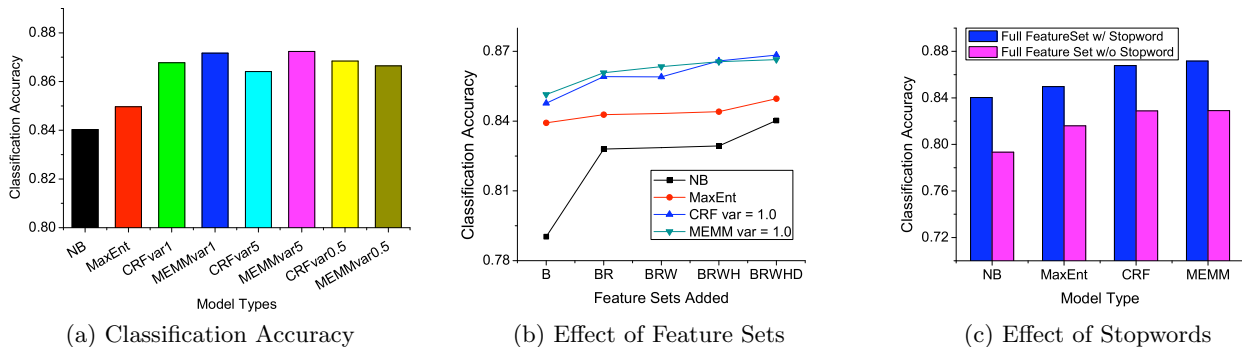 0.88
0.86
0.84
0.82
0.80
Classification Accuracy
NB
MaxEnt
CRFvar1
MEMMvar1
CRFvar5
MEMMvar5
CRFvar0.5
MEMMvar0.5
Model Types
(a) Classification Accuracy
0.87
0.84
0.81
0.78
Classification Accuracy
NB
MaxEnt
CRF var = 1.0
MEMM var = 1.0
B BR BRW BRWH BRWHD
Feature Sets Added
(b) Effect of Feature Sets
Full FeatureSet w/ Stopword
Full Feature Set w/o Stopword
0.88
0.84
0.80
0.76
0.72
Classification Accuracy
NB MaxEnt CRF MEMM
Model Type
(c) Effect of Stopwords